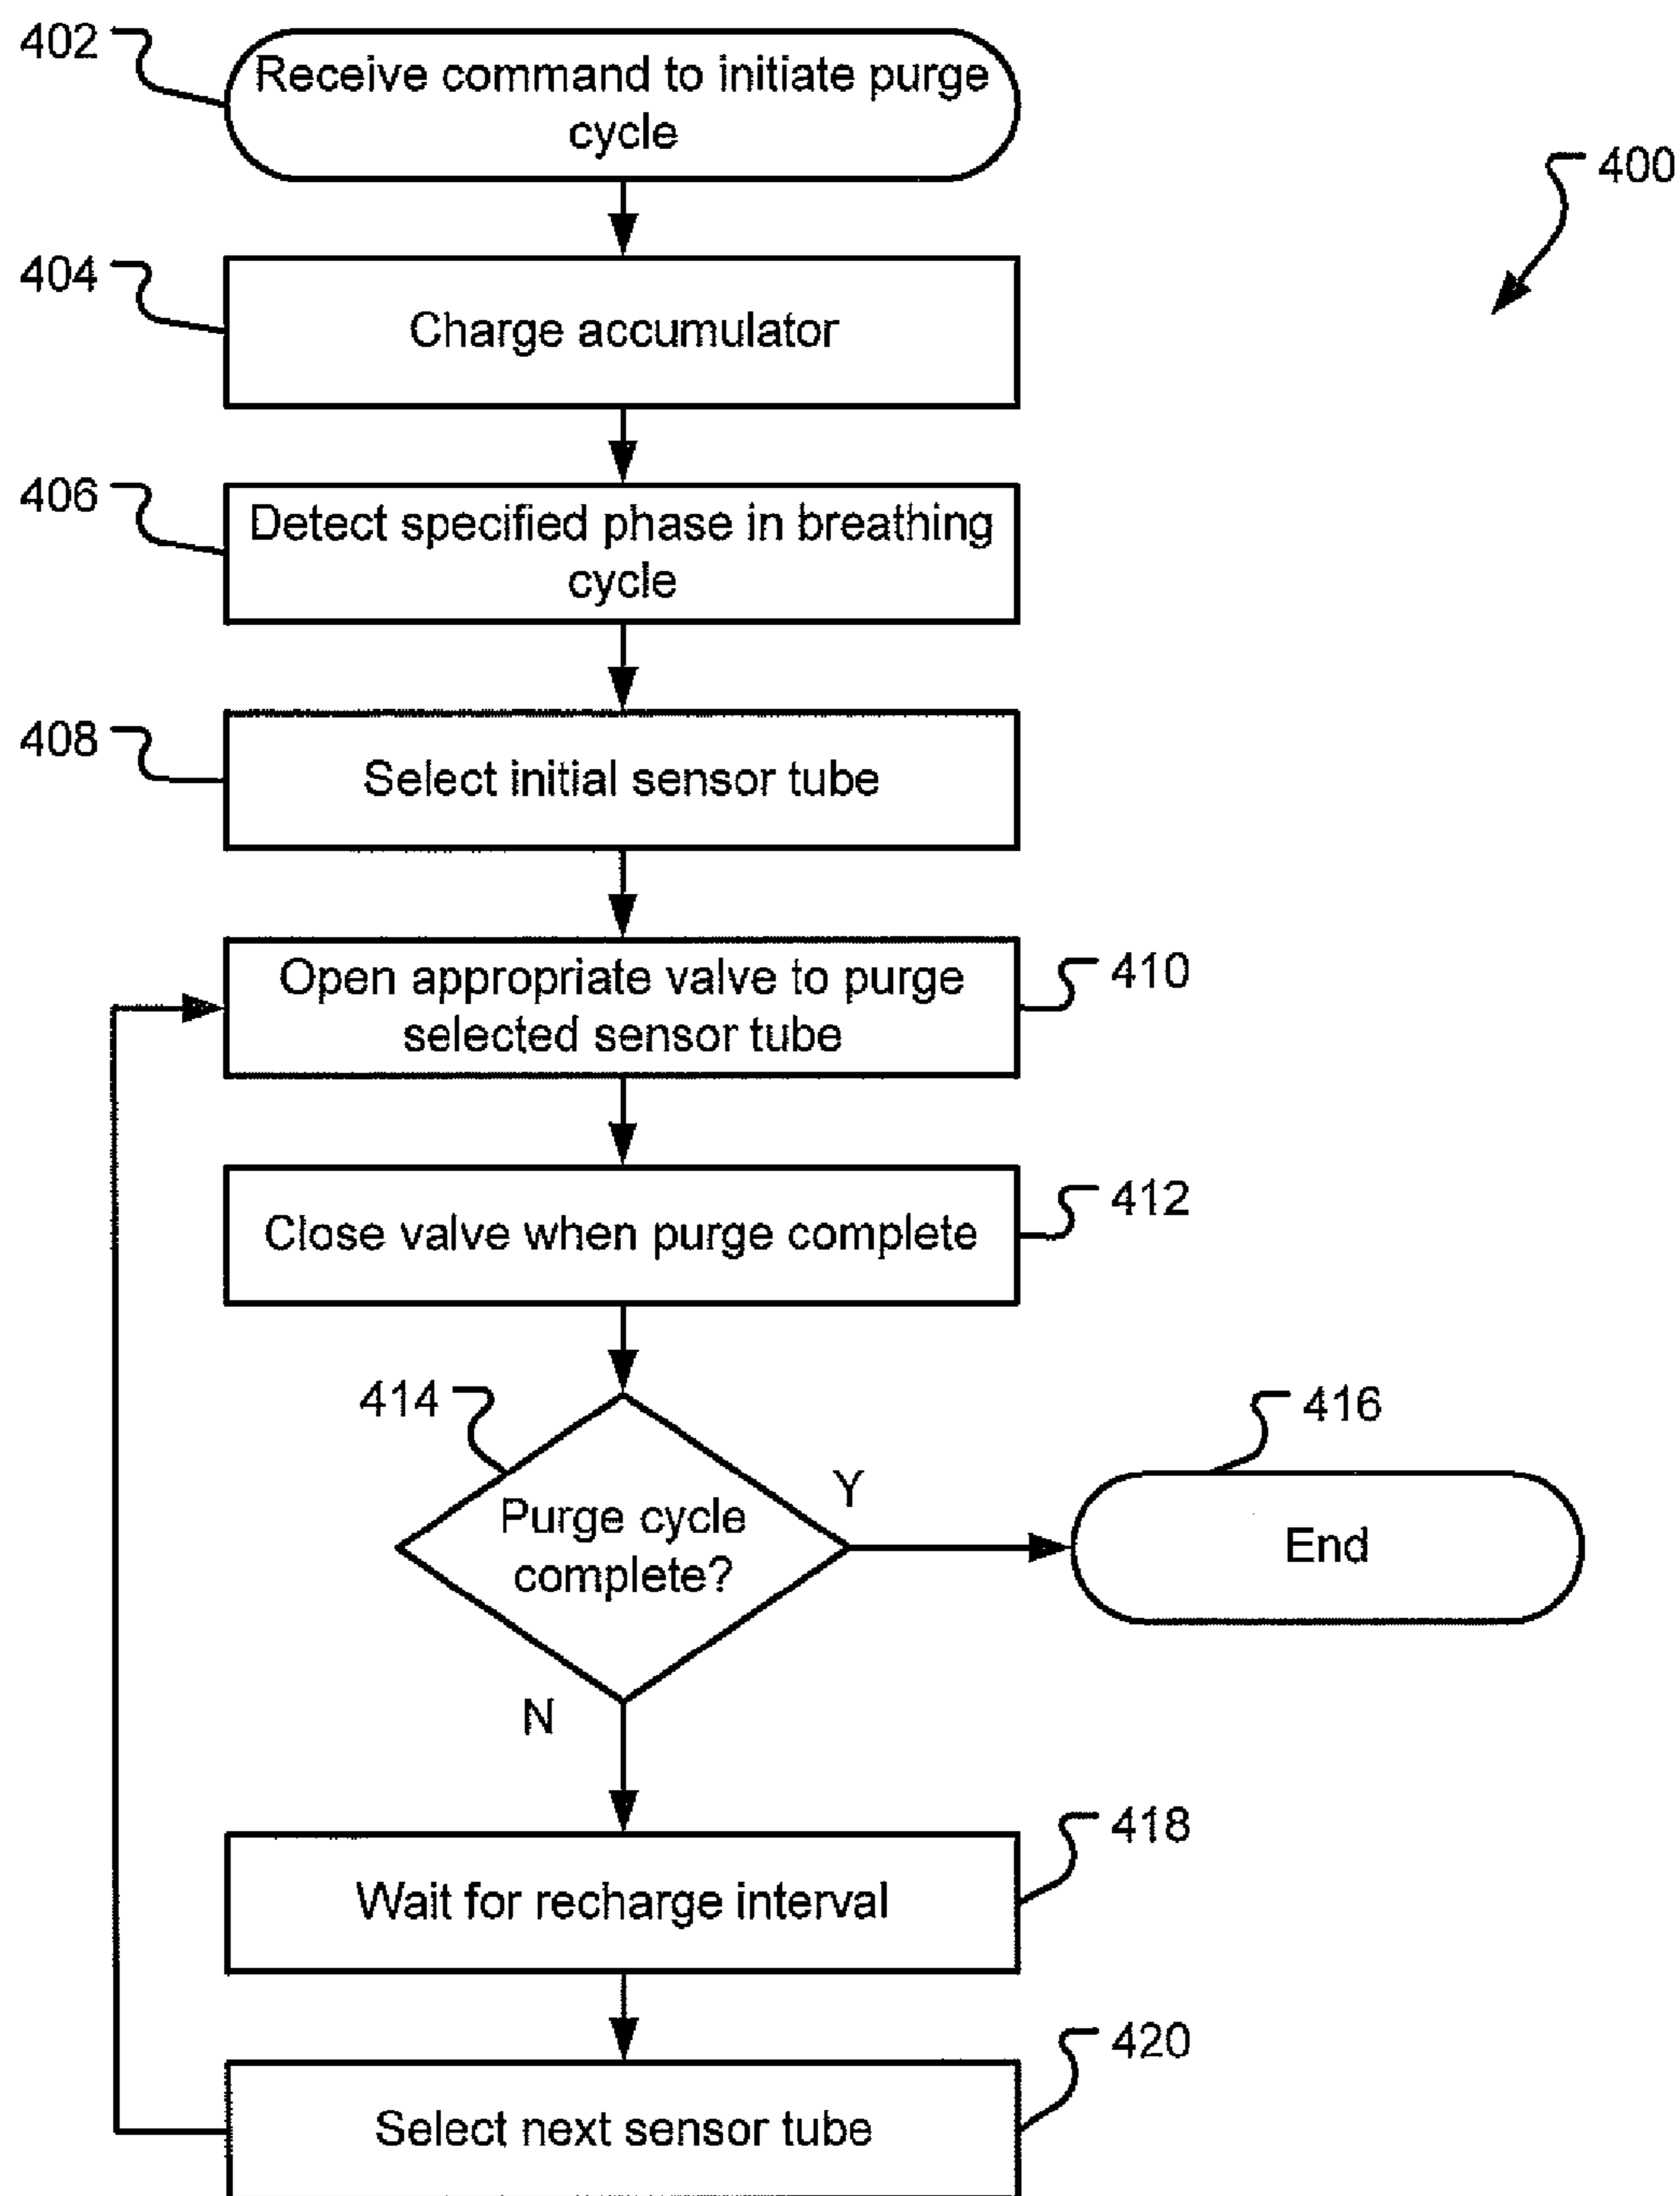 402
Receive command to initiate purge
cycle
400
404
Charge accumulator
406
Detect specified phase in breathing
cycle
408
Select initial sensor tube
Open appropriate valve to purge
selected sensor tube
410
Close valve when purge complete
412
414
Purge cycle
complete?
Y
416
End
N
418
Wait for recharge interval
420
Select next sensor tube